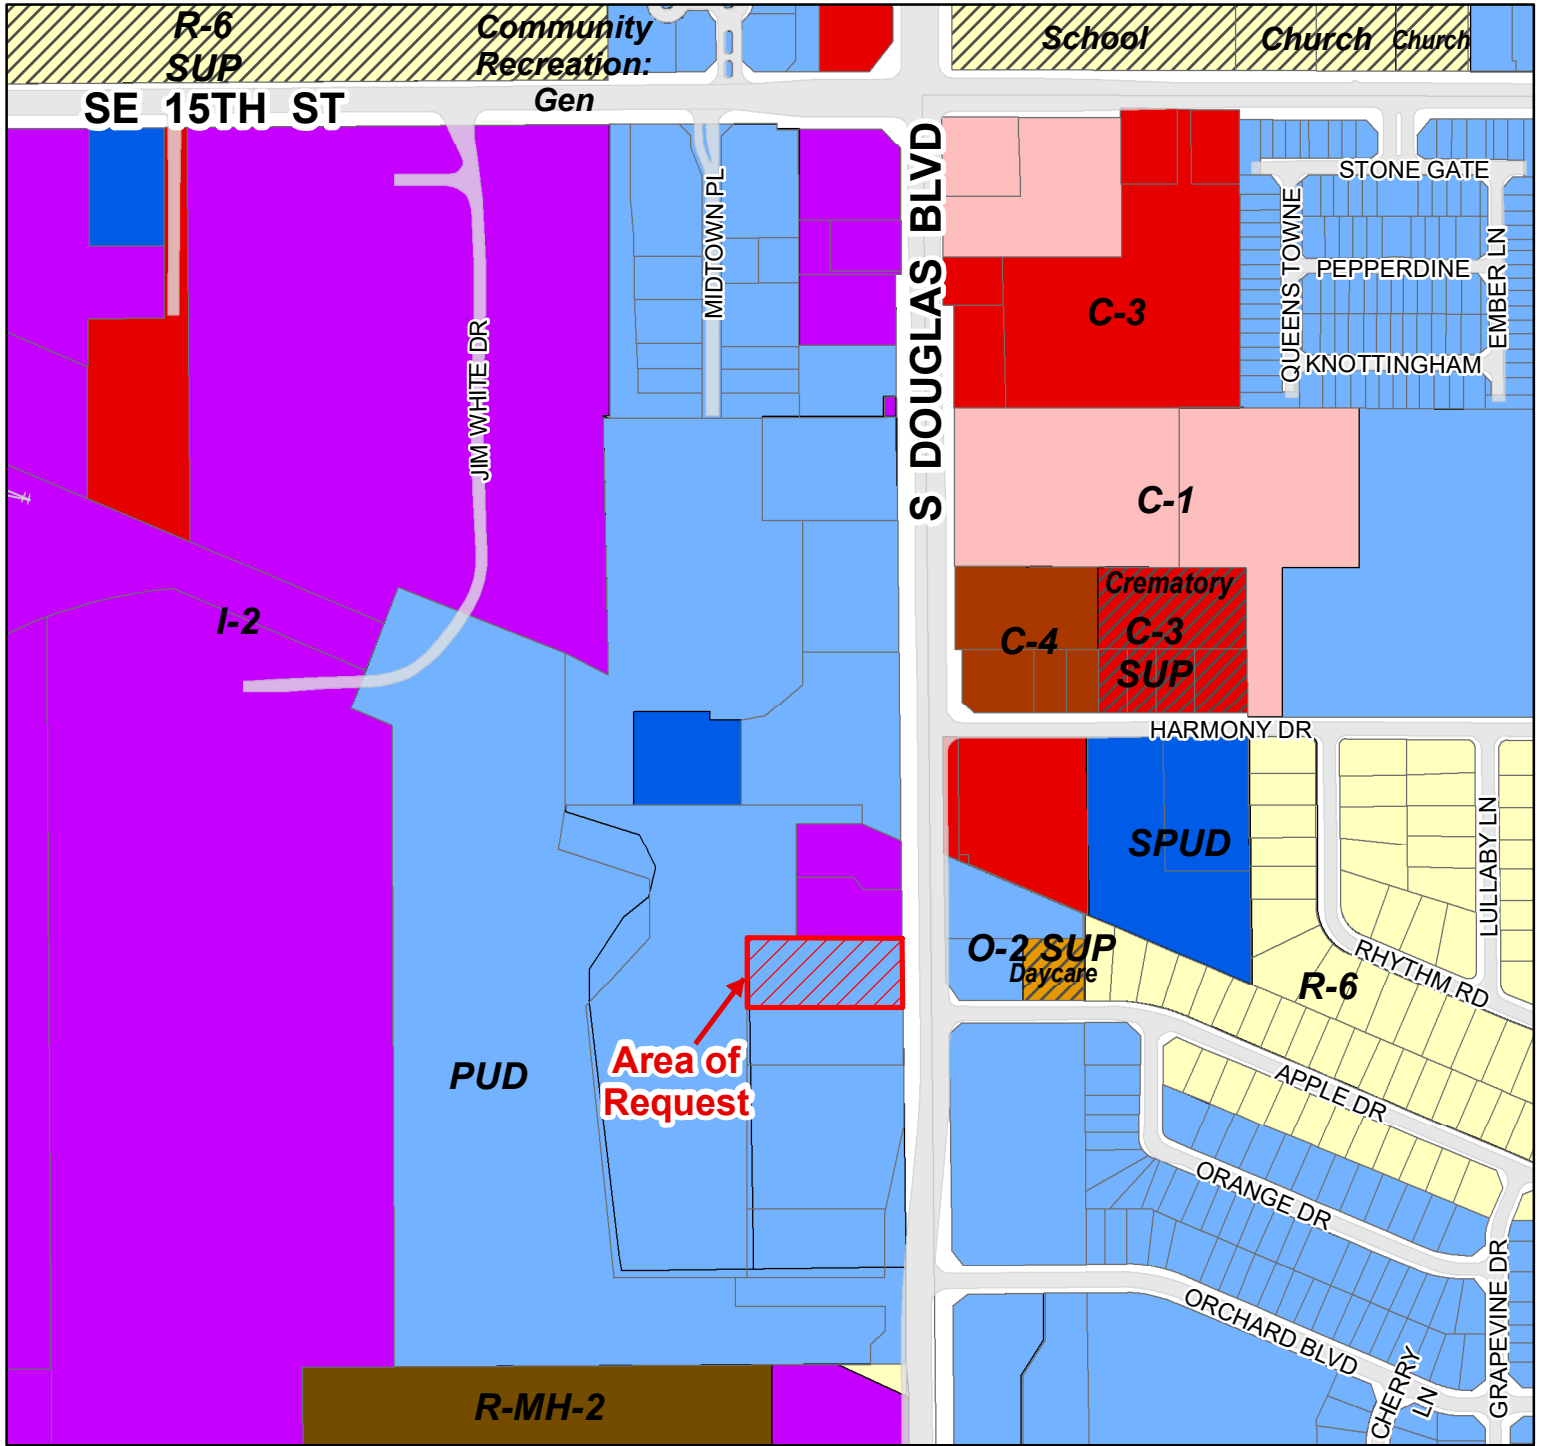 R-6
SUP
Community
Recreation:
Gen
School
Church
Church
SE 15TH ST
S DOUGLAS BLVD
MIDTOWN PL
JIM WHITE DR
STONE GATE
QUEENS TOWNE
PEPPERDINE
EMBER LN
KNOTTINGHAM
C-3
C-1
Crematory
C-3
SUP
C-4
I-2
HARMONY DR
SPUD
LULLABY LN
RHYTHM RD
O-2 SUP
Daycare
R-6
Area of
Request
PUD
APPLE DR
ORANGE DR
ORCHARD BLVD
GRAPEVINE DR
CHERRY
LN
R-MH-2